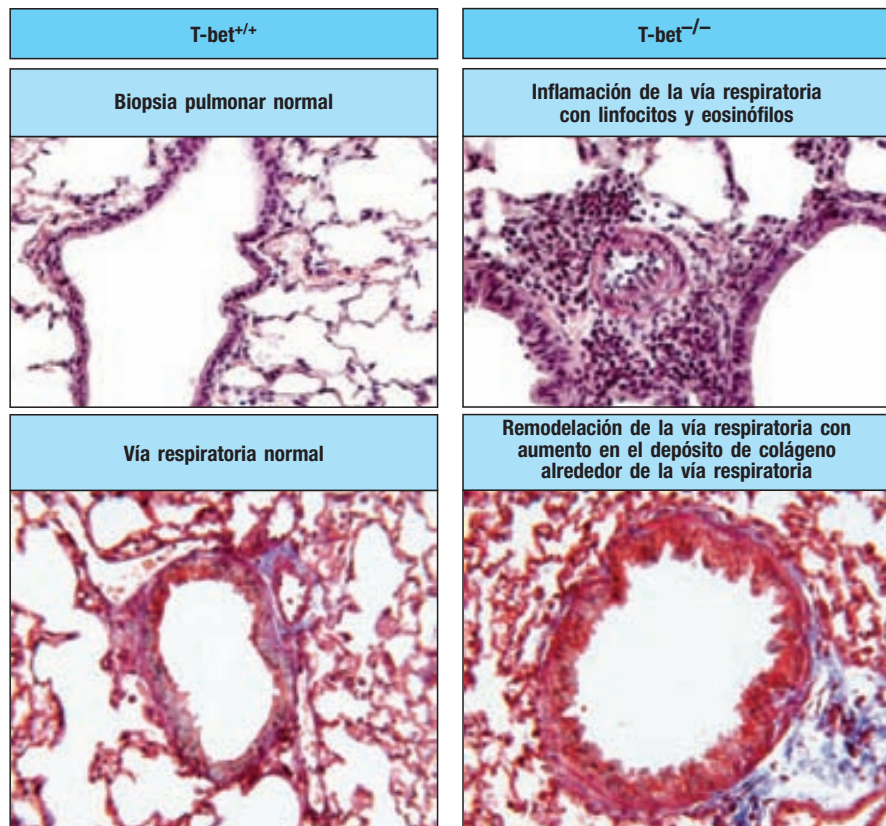 T-bet+/+
T-bet–/–
Biopsia pulmonar normal
Inflamación de la vía respiratoria
con linfocitos y eosinófilos
Vía respiratoria normal
Remodelación de la vía respiratoria con
aumento en el depósito de colágeno
alrededor de la vía respiratoria